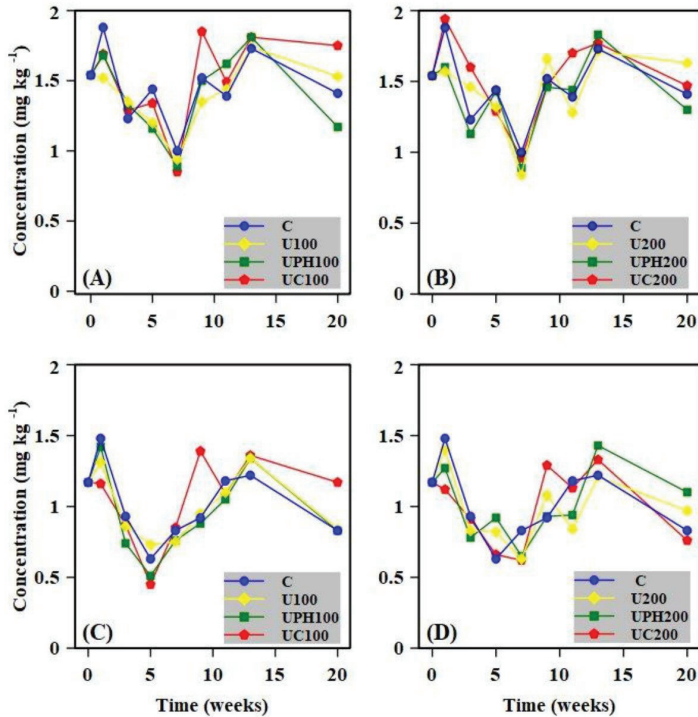 2
2
1.5
1.5
1
1
0.5
0.5
0
0
Concentration (mg kg⁻¹)
C
U100
UPH100
UC100
(A)
C
U200
UPH200
UC200
(B)
0 5 10 15 20
0 5 10 15 20
2
2
1.5
1.5
1
1
0.5
0.5
0
0
Concentration (mg kg⁻¹)
C
U100
UPH100
UC100
(C)
C
U200
UPH200
UC200
(D)
0 5 10 15 20
0 5 10 15 20
Time (weeks)
Time (weeks)